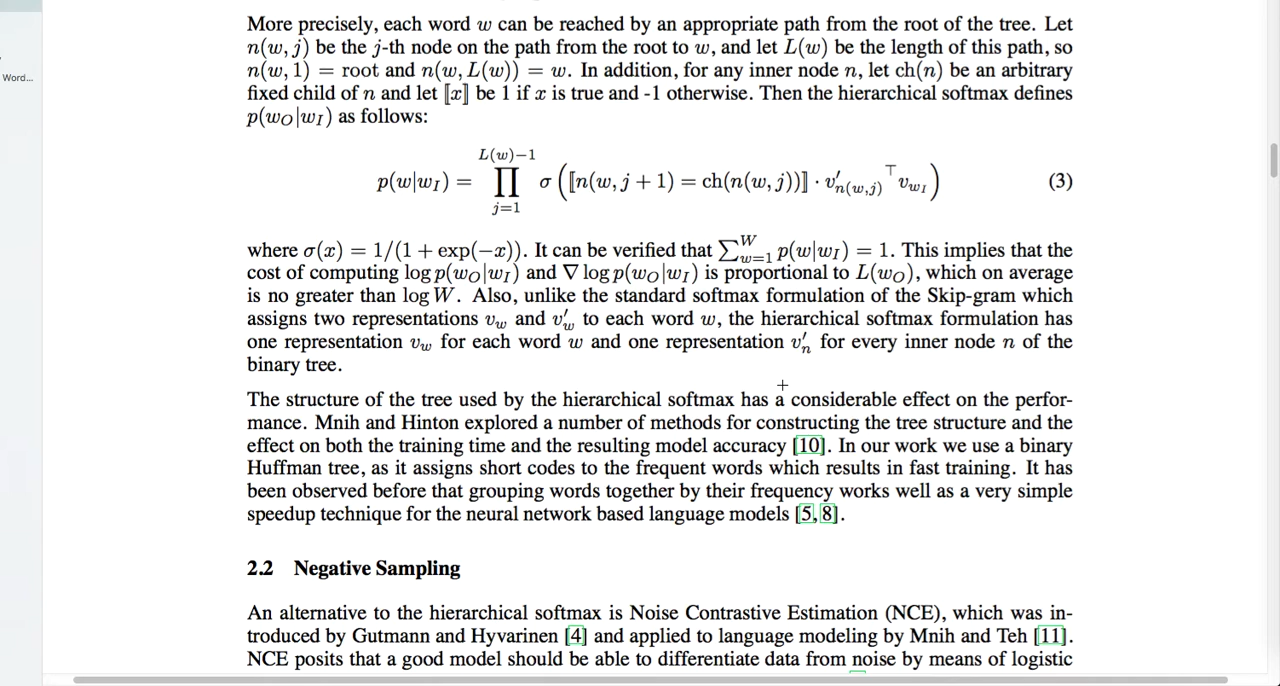 More precisely, each word w can be reached by an appropriate path from the root of the tree. Let
n(w, j) be the j-th node on the path from the root to w, and let L(w) be the length of this path, so
n(w, 1) = root and n(w, L(w)) = w. In addition, for any inner node n, let ch(n) be an arbitrary
Word...
fixed child of n and let ⟦x⟧ be 1 if x is true and -1 otherwise. Then the hierarchical softmax defines
p(w_O|w_I) as follows:
p(w|w_I) = ∏_{j=1}^{L(w)−1} σ(⟦n(w, j + 1) = ch(n(w, j))⟧ · v′_{n(w,j)}^⊤ v_{w_I}) (3)
where σ(x) = 1/(1 + exp(−x)). It can be verified that ∑_{w=1}^{W} p(w|w_I) = 1. This implies that the
cost of computing log p(w_O|w_I) and ∇ log p(w_O|w_I) is proportional to L(w_O), which on average
is no greater than log W. Also, unlike the standard softmax formulation of the Skip-gram which
assigns two representations v_w and v′_w to each word w, the hierarchical softmax formulation has
one representation v_w for each word w and one representation v′_n for every inner node n of the
binary tree.
The structure of the tree used by the hierarchical softmax has a considerable effect on the perfor-
mance. Mnih and Hinton explored a number of methods for constructing the tree structure and the
effect on both the training time and the resulting model accuracy [10]. In our work we use a binary
Huffman tree, as it assigns short codes to the frequent words which results in fast training. It has
been observed before that grouping words together by their frequency works well as a very simple
speedup technique for the neural network based language models [5, 8].
2.2 Negative Sampling
An alternative to the hierarchical softmax is Noise Contrastive Estimation (NCE), which was in-
troduced by Gutmann and Hyvarinen [4] and applied to language modeling by Mnih and Teh [11].
NCE posits that a good model should be able to differentiate data from noise by means of logistic